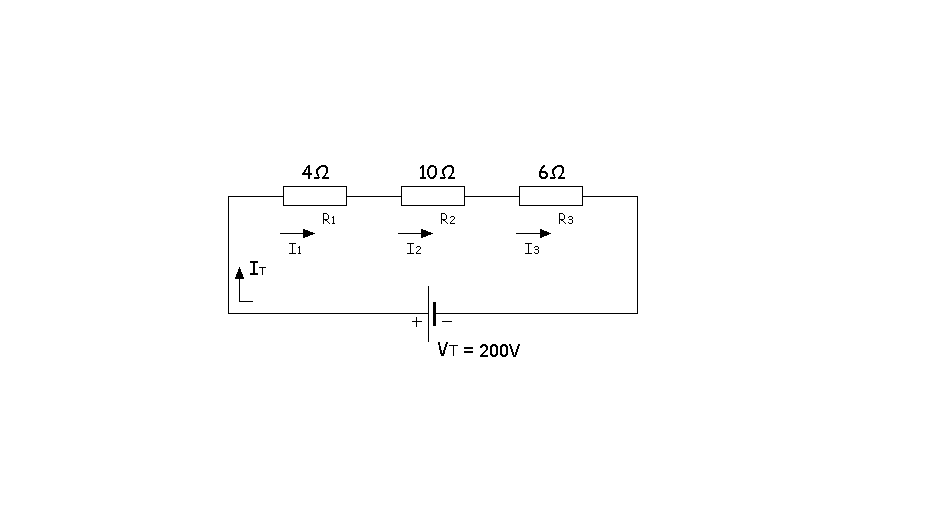 4Ω 10Ω 6Ω
R1 R2 R3
I1 I2 I3
IT
+ −
VT = 200V